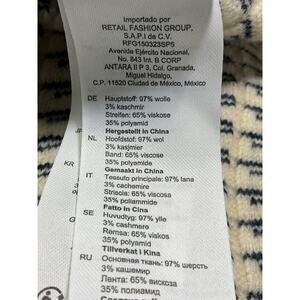 Importado por
RETAIL FASHION GROUP,
S.A.P.I de C.V.
RFG150323SPS
Avenida Ejército Nacional,
No. 843 Int. B CORP
ANTARA II P 3, Col. Granada,
Miguel Hidalgo,
C.P. 11520 Ciudad de México, México
DE Hauptstoff: 97% wolle
3% kaschmir
Streifen: 65% viskose
35% polyamid
Hergestellt in China
NL Hoofdstof: 97% wol
3% kasjmier
Band: 65% viscose
35% polyamide
Gemaakt in China
IT Tessuto principale: 97% lana
3% cachemire
Striscia: 65% viscosa
35% poliammide
Fatto in Cina
SE Huvudtyg: 97% ylle
3% cashmere
Remsa: 65% viskos
35% polyamid
Tillverkat i Kina
RU Основная ткань: 97% шерсть
3% кашемир
Лента: 65% вискоза
35% полиамид
KR